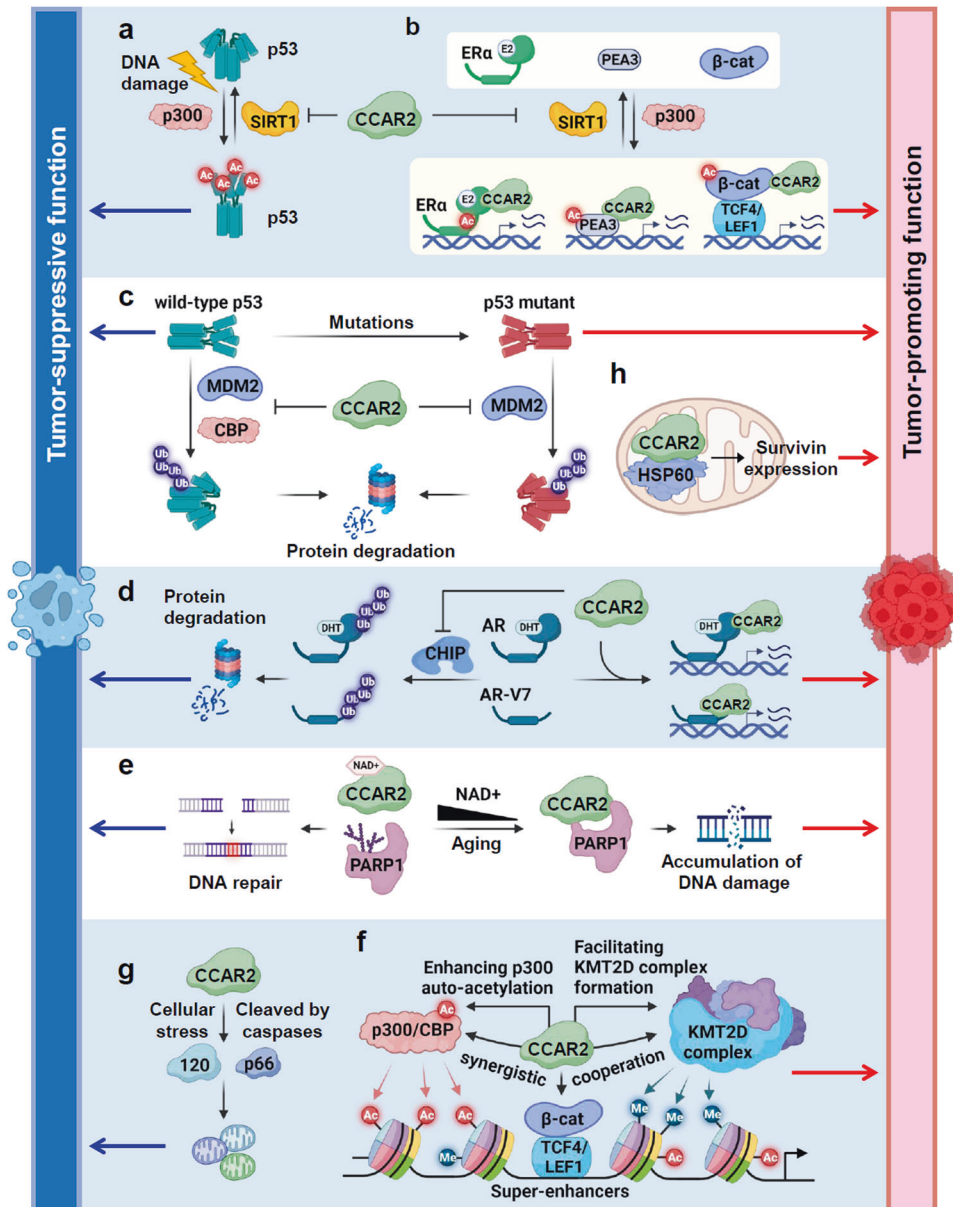 Tumor-suppressive function
Tumor-promoting function
a
DNA
damage
p53
p300
SIRT1
CCAR2
Ac
Ac
Ac
Ac
p53
b
ERα
E2
PEA3
β-cat
SIRT1
p300
ERα
E2
CCAR2
Ac
CCAR2
Ac
PEA3
Ac
β-cat
CCAR2
TCF4/
LEF1
c
wild-type p53
Mutations
p53 mutant
MDM2
CBP
CCAR2
MDM2
Ub
Ub
Ub
Ub
Ub
Ub
Ub
Ub
Protein degradation
h
CCAR2
HSP60
Survivin
expression
d
Protein
degradation
DHT
Ub
Ub
Ub
Ub
Ub
Ub
Ub
Ub
CHIP
AR
DHT
AR-V7
CCAR2
DHT
CCAR2
CCAR2
e
DNA repair
NAD+
CCAR2
PARP1
NAD+
Aging
CCAR2
PARP1
Accumulation of
DNA damage
g
CCAR2
Cellular
stress
Cleaved by
caspases
120
p66
f
Enhancing p300
auto-acetylation
Facilitating
KMT2D complex
formation
Ac
p300/CBP
CCAR2
synergistic
cooperation
KMT2D
complex
Ac
Ac
Ac
Me
β-cat
TCF4/
LEF1
Me
Me
Me
Ac
Ac
Super-enhancers